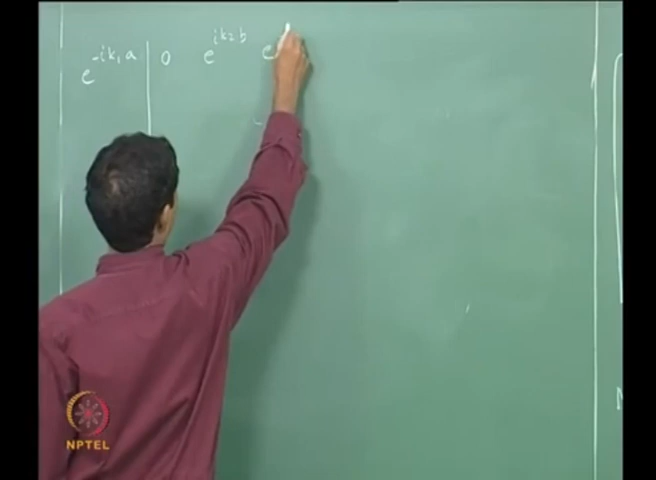 e^{-ik₁a} | 0 e^{ik₂b} e
NPTEL